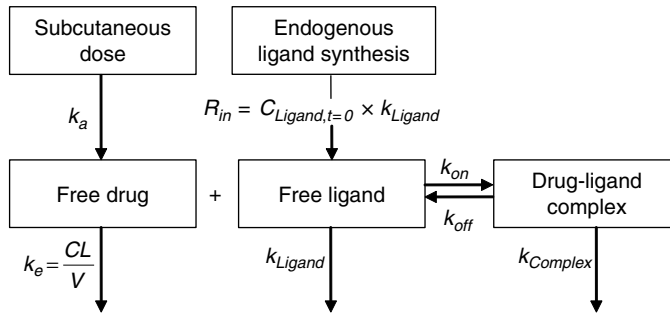 Subcutaneous
dose
Endogenous
ligand synthesis
k_a
R_in = C_Ligand,t=0 × k_Ligand
Free drug
+
Free ligand
k_on
k_off
Drug-ligand
complex
k_e = CL/V
k_Ligand
k_Complex